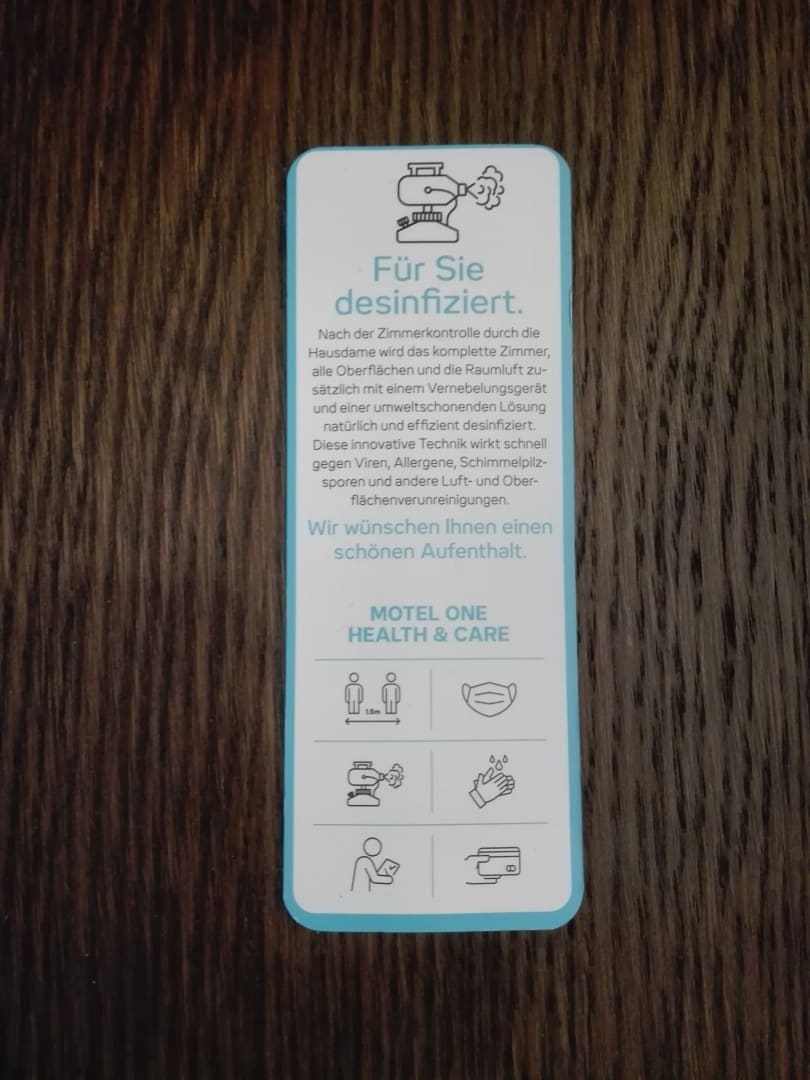 Für Sie
desinfiziert.
Nach der Zimmerkontrolle durch die
Hausdame wird das komplette Zimmer,
alle Oberflächen und die Raumluft zu-
sätzlich mit einem Vernebelungsgerät
und einer umweltschonenden Lösung
natürlich und effizient desinfiziert.
Diese innovative Technik wirkt schnell
gegen Viren, Allergene, Schimmelpilz-
sporen und andere Luft- und Ober-
flächenverunreinigungen.
Wir wünschen Ihnen einen
schönen Aufenthalt.
MOTEL ONE
HEALTH & CARE
1.5m